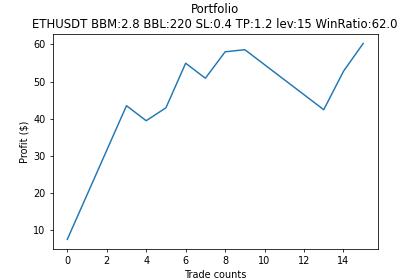 Portfolio
ETHUSDT BBM:2.8 BBL:220 SL:0.4 TP:1.2 lev:15 WinRatio:62.0
60
50
40
30
20
10
Profit ($)
0 2 4 6 8 10 12 14
Trade counts